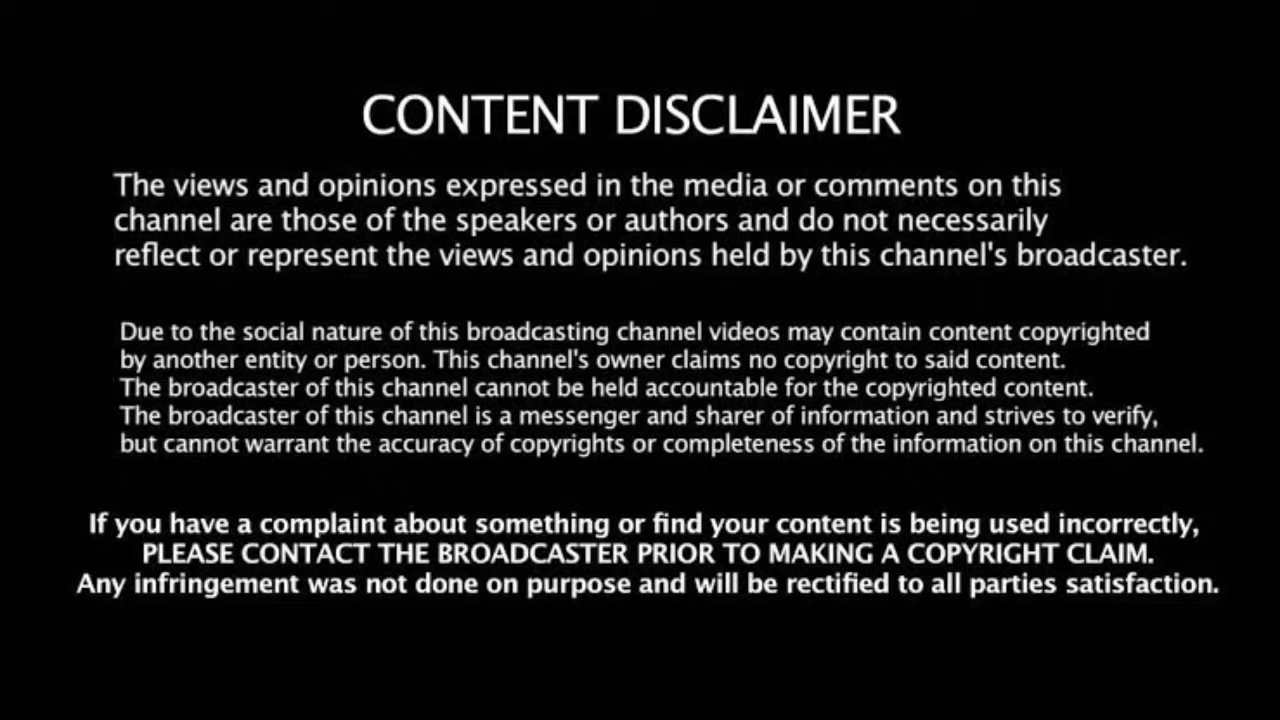 CONTENT DISCLAIMER
The views and opinions expressed in the media or comments on this
channel are those of the speakers or authors and do not necessarily
reflect or represent the views and opinions held by this channel's broadcaster.
Due to the social nature of this broadcasting channel videos may contain content copyrighted
by another entity or person. This channel's owner claims no copyright to said content.
The broadcaster of this channel cannot be held accountable for the copyrighted content.
The broadcaster of this channel is a messenger and sharer of information and strives to verify,
but cannot warrant the accuracy of copyrights or completeness of the information on this channel.
If you have a complaint about something or find your content is being used incorrectly,
PLEASE CONTACT THE BROADCASTER PRIOR TO MAKING A COPYRIGHT CLAIM.
Any infringement was not done on purpose and will be rectified to all parties satisfaction.